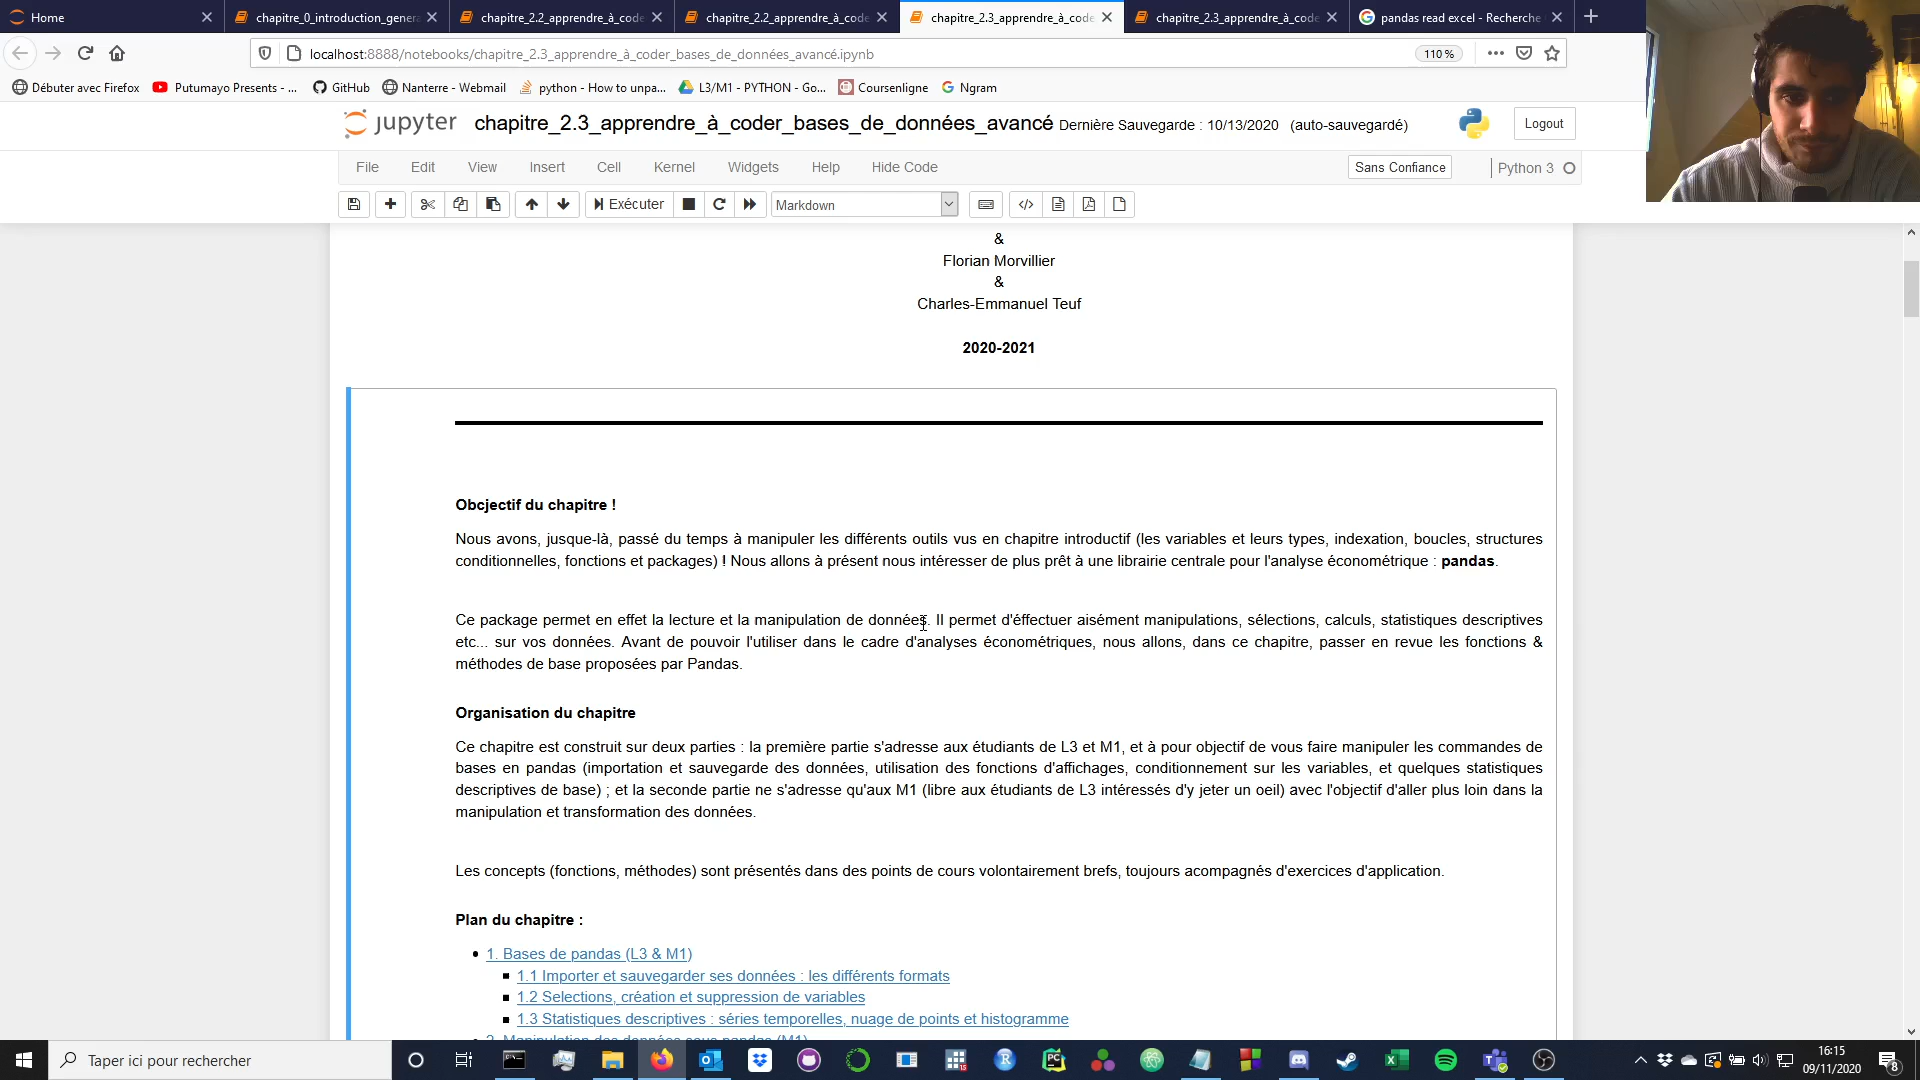 Home
chapitre_0_introduction_genera
chapitre_2.2_apprendre_à_code
chapitre_2.2_apprendre_à_code
chapitre_2.3_apprendre_à_code
chapitre_2.3_apprendre_à_code
pandas read excel - Recherche
localhost:8888/notebooks/chapitre_2.3_apprendre_à_coder_bases_de_données_avancé.ipynb
110 %
Débuter avec Firefox
Putumayo Presents - ...
GitHub
Nanterre - Webmail
python - How to unpa...
L3/M1 - PYTHON - Go...
Coursenligne
Ngram
jupyter
chapitre_2.3_apprendre_à_coder_bases_de_données_avancé
Dernière Sauvegarde : 10/13/2020 (auto-sauvegardé)
Logout
File Edit View Insert Cell Kernel Widgets Help Hide Code
Sans Confiance
Python 3
Exécuter
Markdown
&
Florian Morvillier
&
Charles-Emmanuel Teuf
2020-2021
Obcjectif du chapitre !
Nous avons, jusque-là, passé du temps à manipuler les différents outils vus en chapitre introductif (les variables et leurs types, indexation, boucles, structures
conditionnelles, fonctions et packages) ! Nous allons à présent nous intéresser de plus prêt à une librairie centrale pour l'analyse économétrique : pandas.
Ce package permet en effet la lecture et la manipulation de données. Il permet d'éffectuer aisément manipulations, sélections, calculs, statistiques descriptives
etc... sur vos données. Avant de pouvoir l'utiliser dans le cadre d'analyses économétriques, nous allons, dans ce chapitre, passer en revue les fonctions &
méthodes de base proposées par Pandas.
Organisation du chapitre
Ce chapitre est construit sur deux parties : la première partie s'adresse aux étudiants de L3 et M1, et à pour objectif de vous faire manipuler les commandes de
bases en pandas (importation et sauvegarde des données, utilisation des fonctions d'affichages, conditionnement sur les variables, et quelques statistiques
descriptives de base) ; et la seconde partie ne s'adresse qu'aux M1 (libre aux étudiants de L3 intéressés d'y jeter un oeil) avec l'objectif d'aller plus loin dans la
manipulation et transformation des données.
Les concepts (fonctions, méthodes) sont présentés dans des points de cours volontairement brefs, toujours acompagnés d'exercices d'application.
Plan du chapitre :
1. Bases de pandas (L3 & M1)
1.1 Importer et sauvegarder ses données : les différents formats
1.2 Selections, création et suppression de variables
1.3 Statistiques descriptives : séries temporelles, nuage de points et histogramme
2. Manipulation des données sous pandas (M1)
Taper ici pour rechercher
16:15
09/11/2020
8